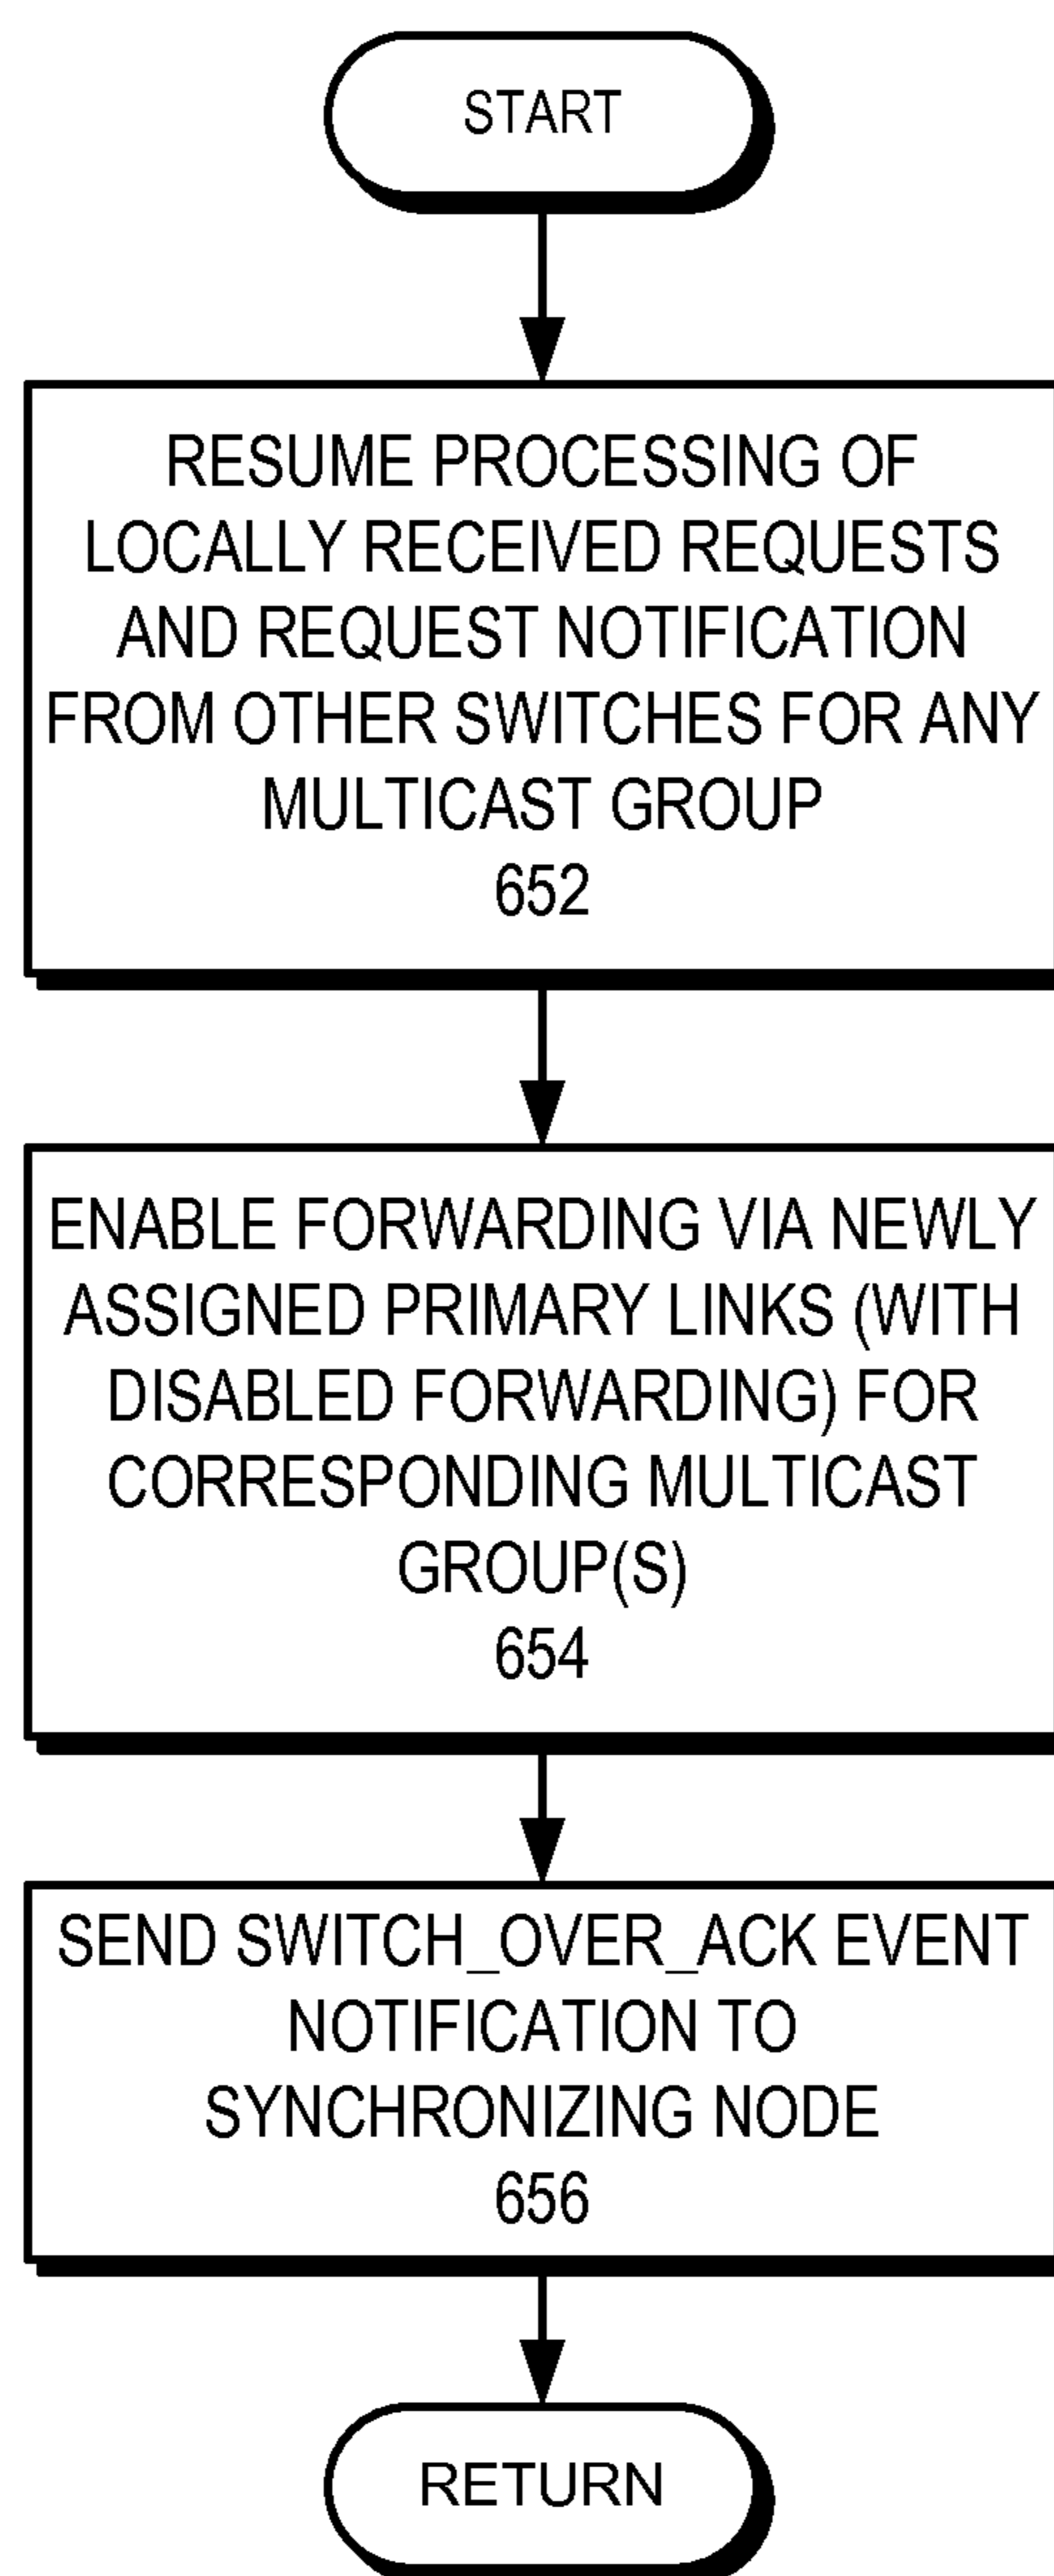 START
RESUME PROCESSING OF
LOCALLY RECEIVED REQUESTS
AND REQUEST NOTIFICATION
FROM OTHER SWITCHES FOR ANY
MULTICAST GROUP
652
ENABLE FORWARDING VIA NEWLY
ASSIGNED PRIMARY LINKS (WITH
DISABLED FORWARDING) FOR
CORRESPONDING MULTICAST
GROUP(S)
654
SEND SWITCH_OVER_ACK EVENT
NOTIFICATION TO
SYNCHRONIZING NODE
656
RETURN